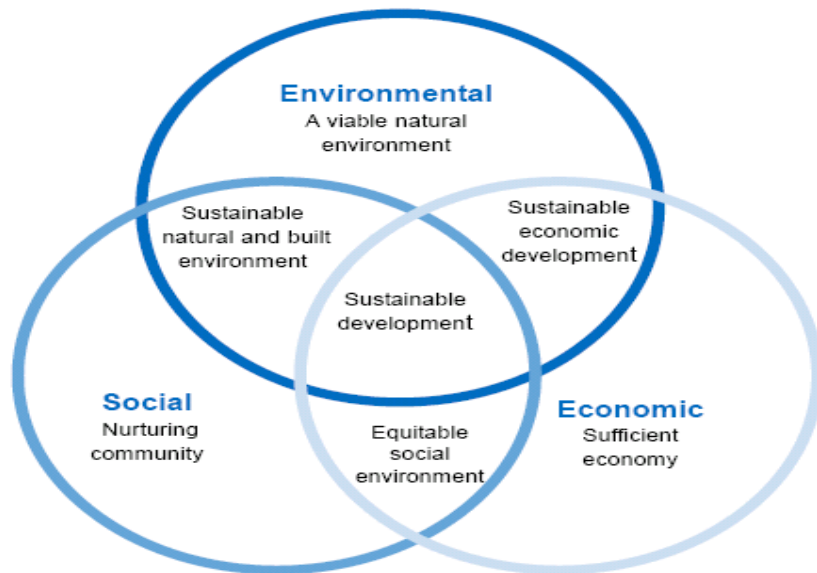 Environmental
A viable natural
environment
Sustainable
natural and built
environment
Sustainable
economic
development
Sustainable
development
Social
Nurturing
community
Equitable
social
environment
Economic
Sufficient
economy